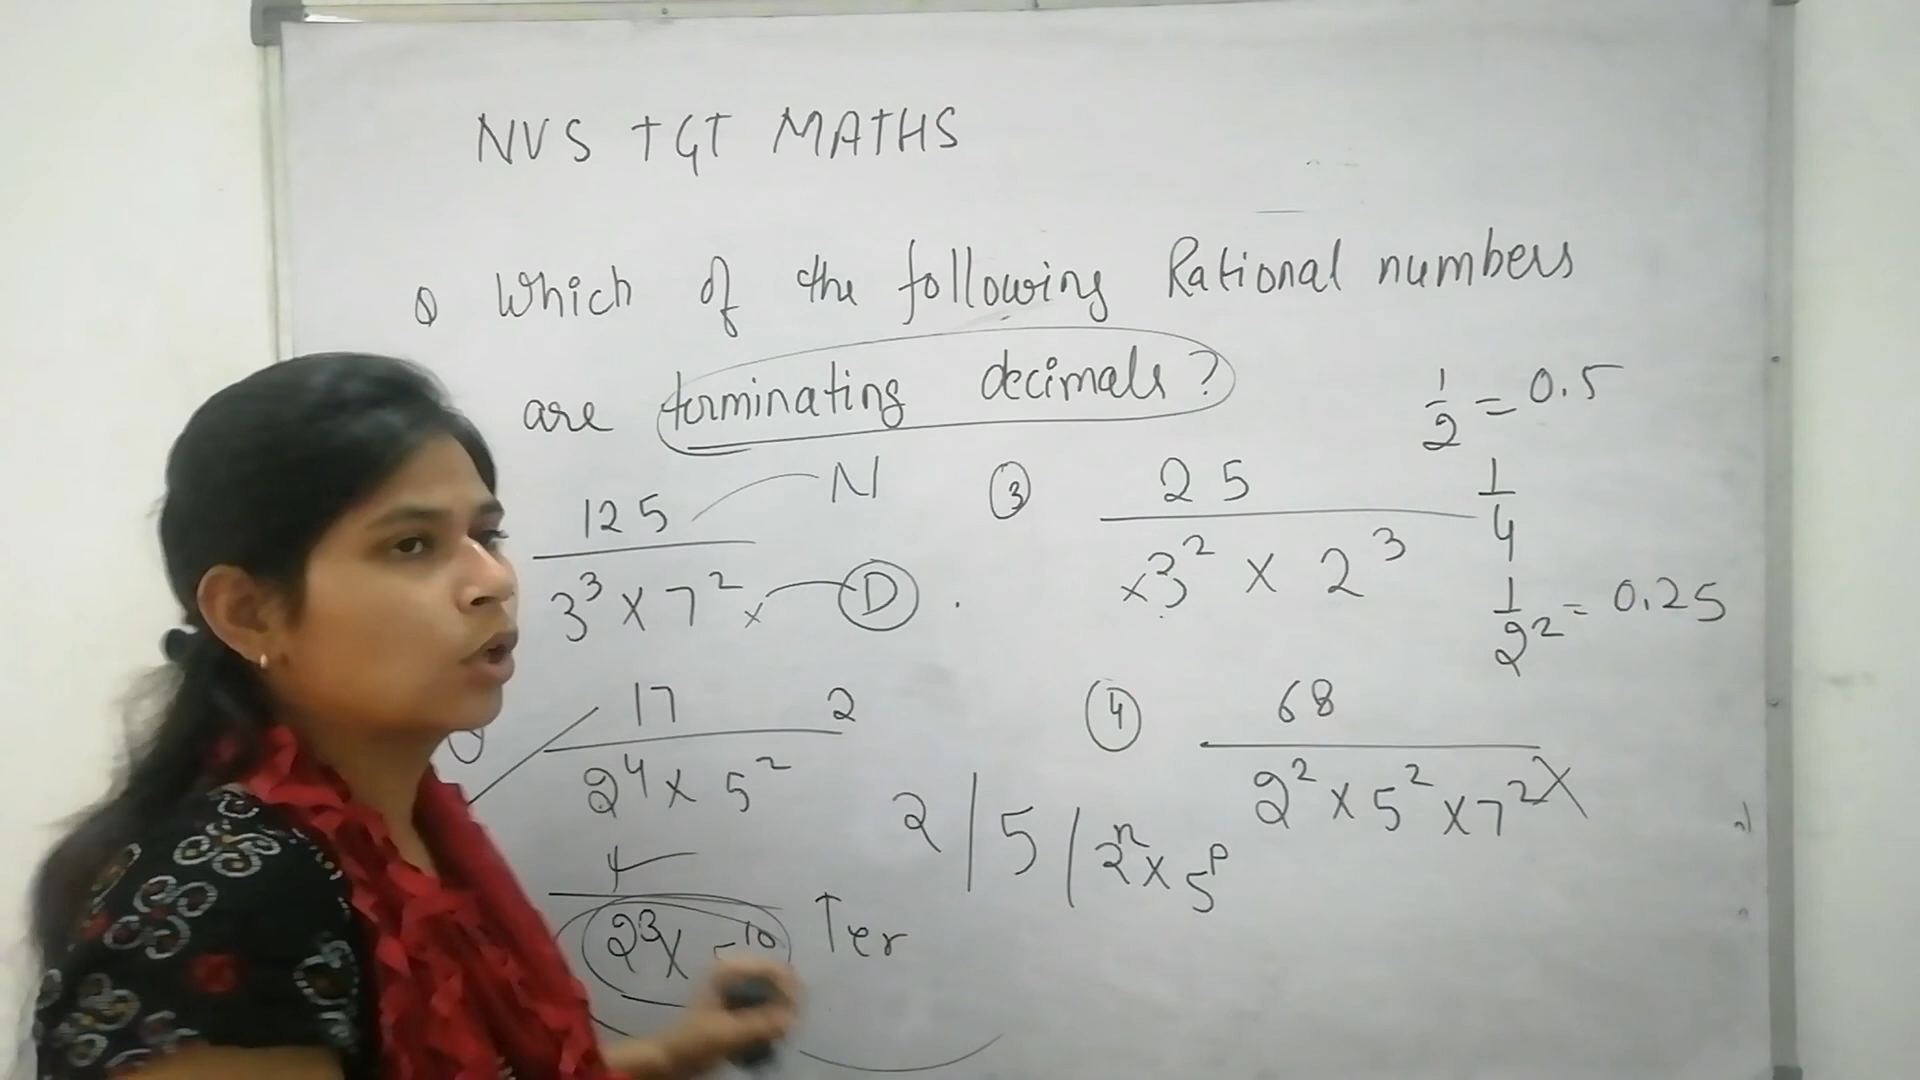 NVS TGT MATHS
Q Which of the following Rational numbers
are terminating decimals?
1/2 = 0.5
125 N
3³ x 7² x D .
③ 25
x 3² x 2³
1/4
1/2² = 0.25
17 2
2⁴ x 5²
④ 68
2² x 5² x 7² X
2 / 5 / 2ⁿ x 5ᵖ
2³ x 10 Ter